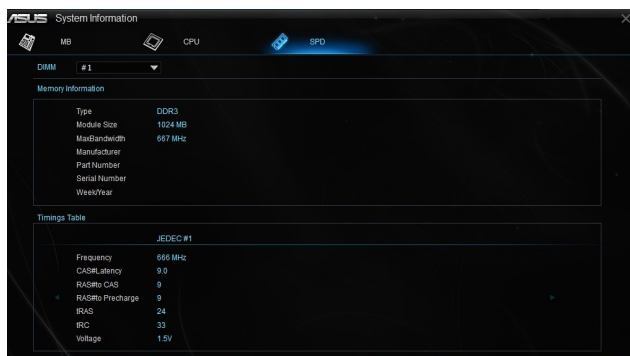 ASUS System Information
MB CPU SPD
DIMM #1
Memory Information
Type DDR3
Module Size 1024 MB
MaxBandwidth 667 MHz
Manufacturer
Part Number
Serial Number
Week/Year
Timings Table
JEDEC #1
Frequency 666 MHz
CAS#Latency 9.0
RAS#to CAS 9
RAS#to Precharge 9
tRAS 24
tRC 33
Voltage 1.5V